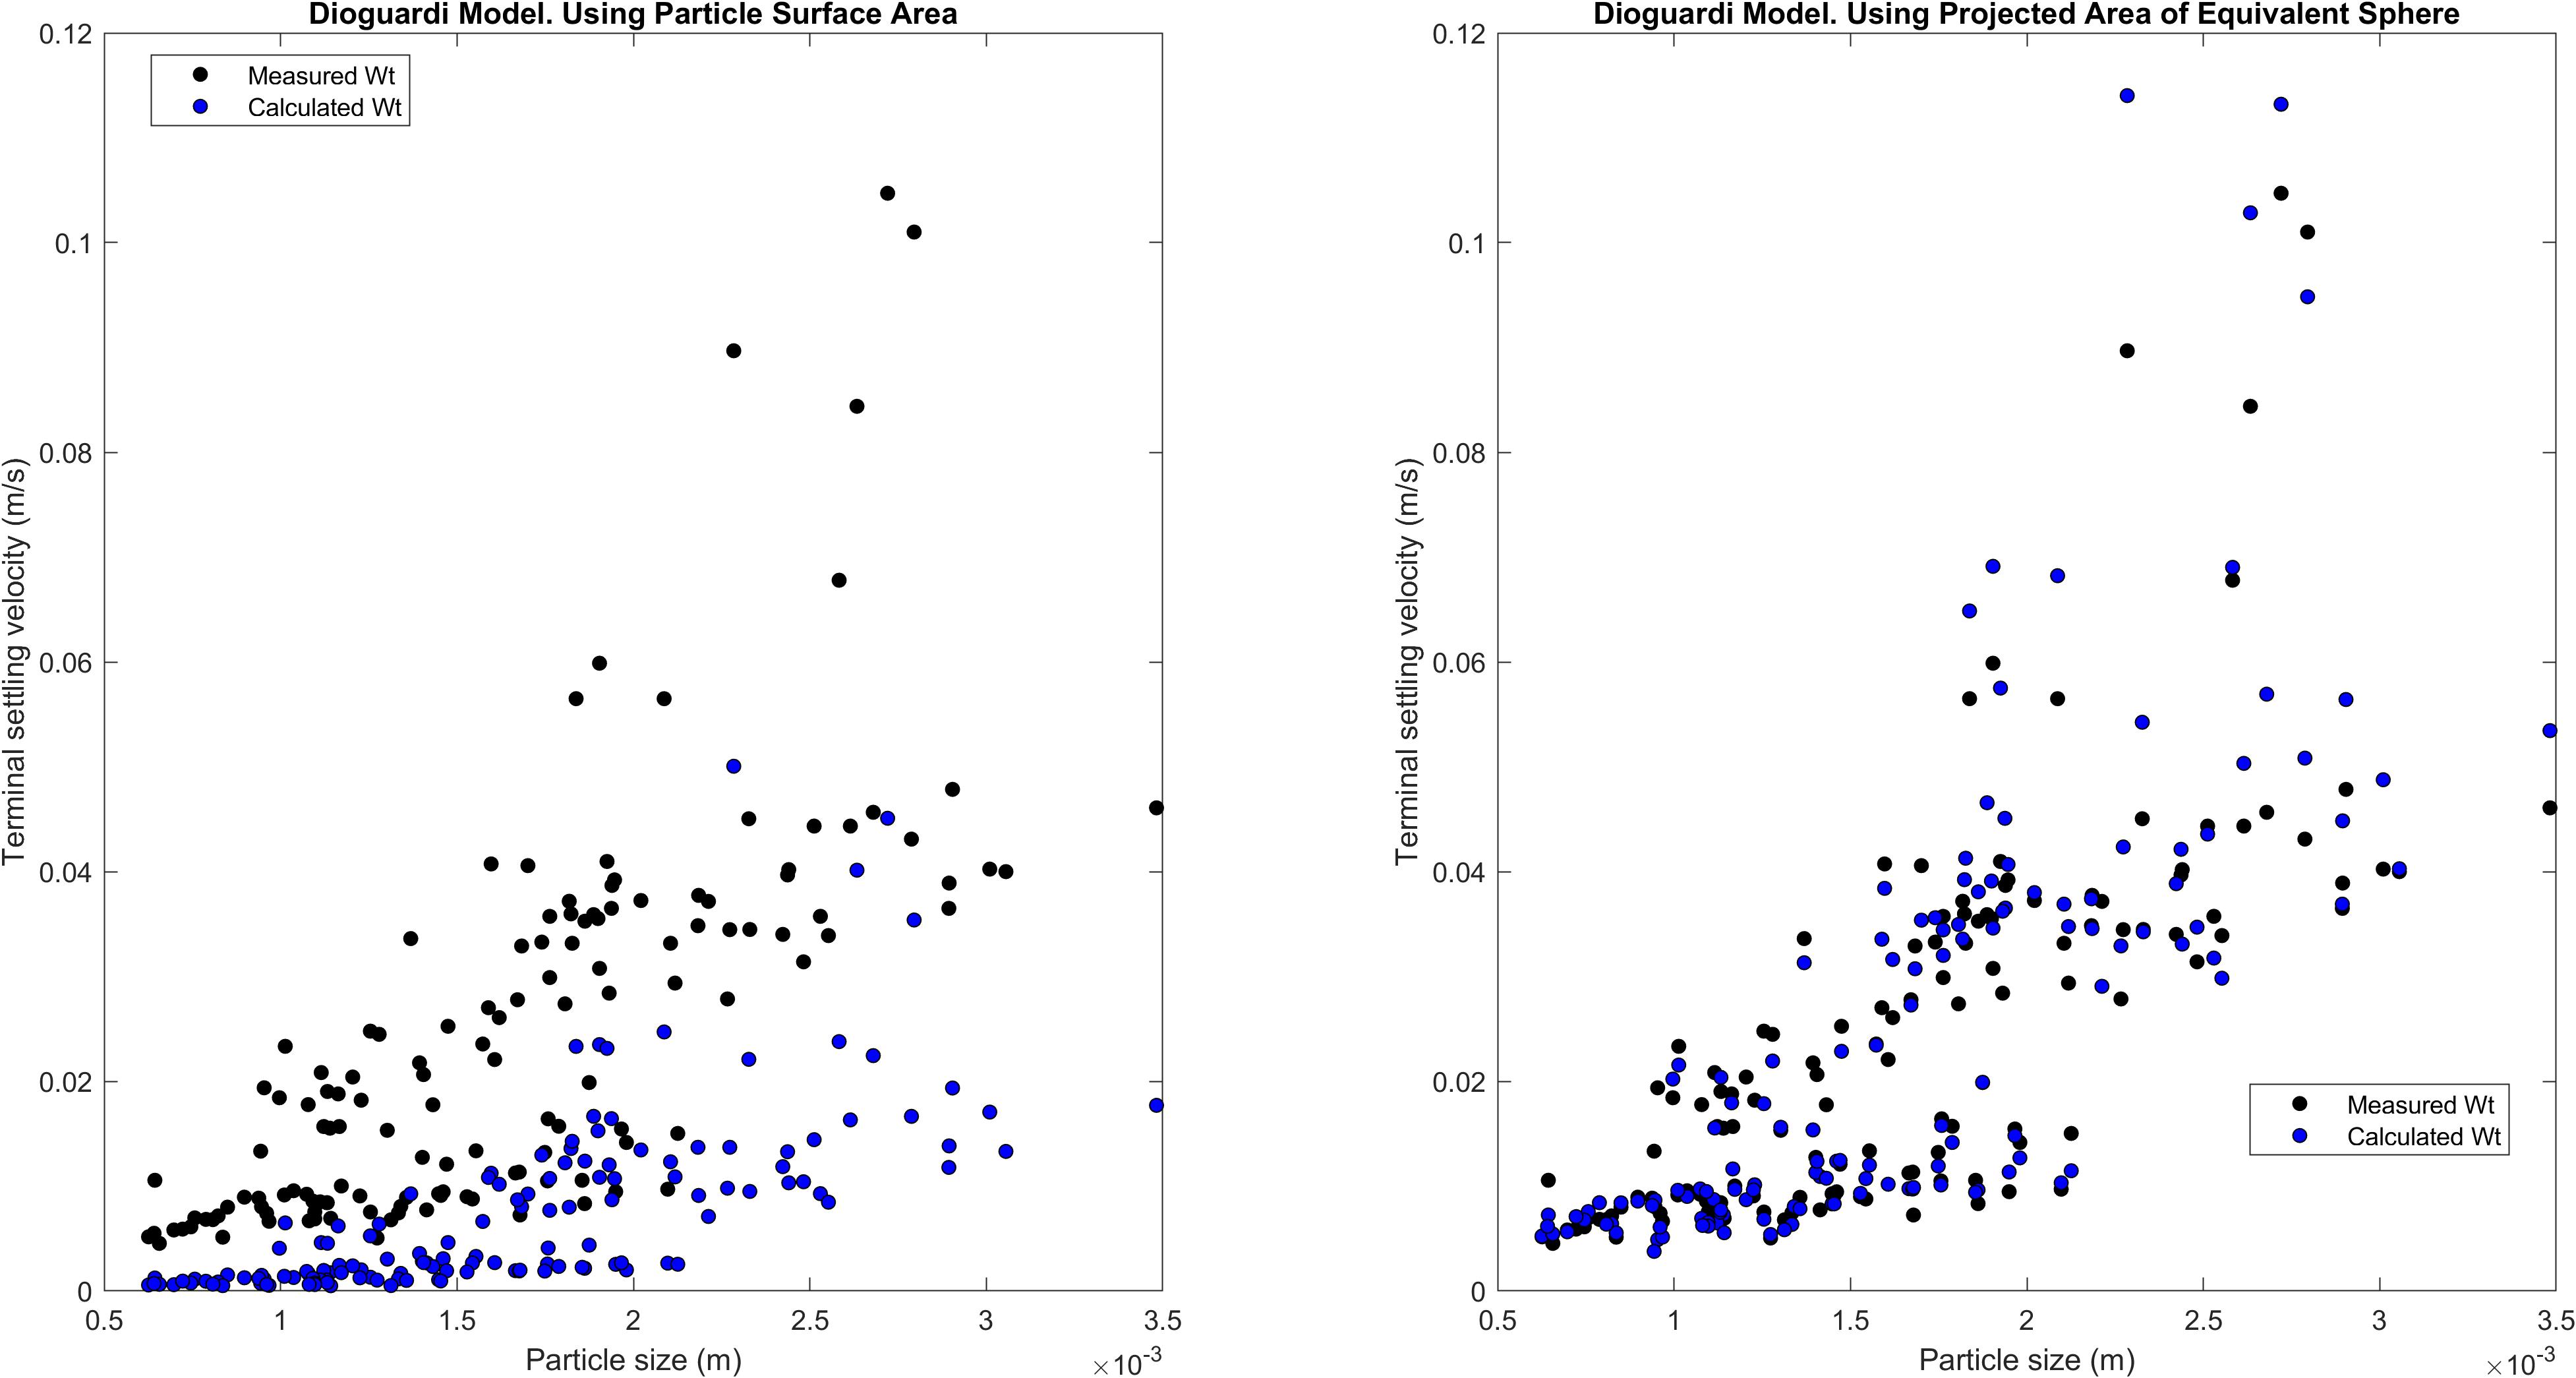 Dioguardi Model. Using Particle Surface Area
0.12
0.1
0.08
0.06
0.04
0.02
0
Terminal settling velocity (m/s)
Measured Wt
Calculated Wt
0.5 1 1.5 2 2.5 3 3.5
Particle size (m)
×10⁻³
Dioguardi Model. Using Projected Area of Equivalent Sphere
0.12
0.1
0.08
0.06
0.04
0.02
0
Terminal settling velocity (m/s)
Measured Wt
Calculated Wt
0.5 1 1.5 2 2.5 3 3.5
Particle size (m)
×10⁻³